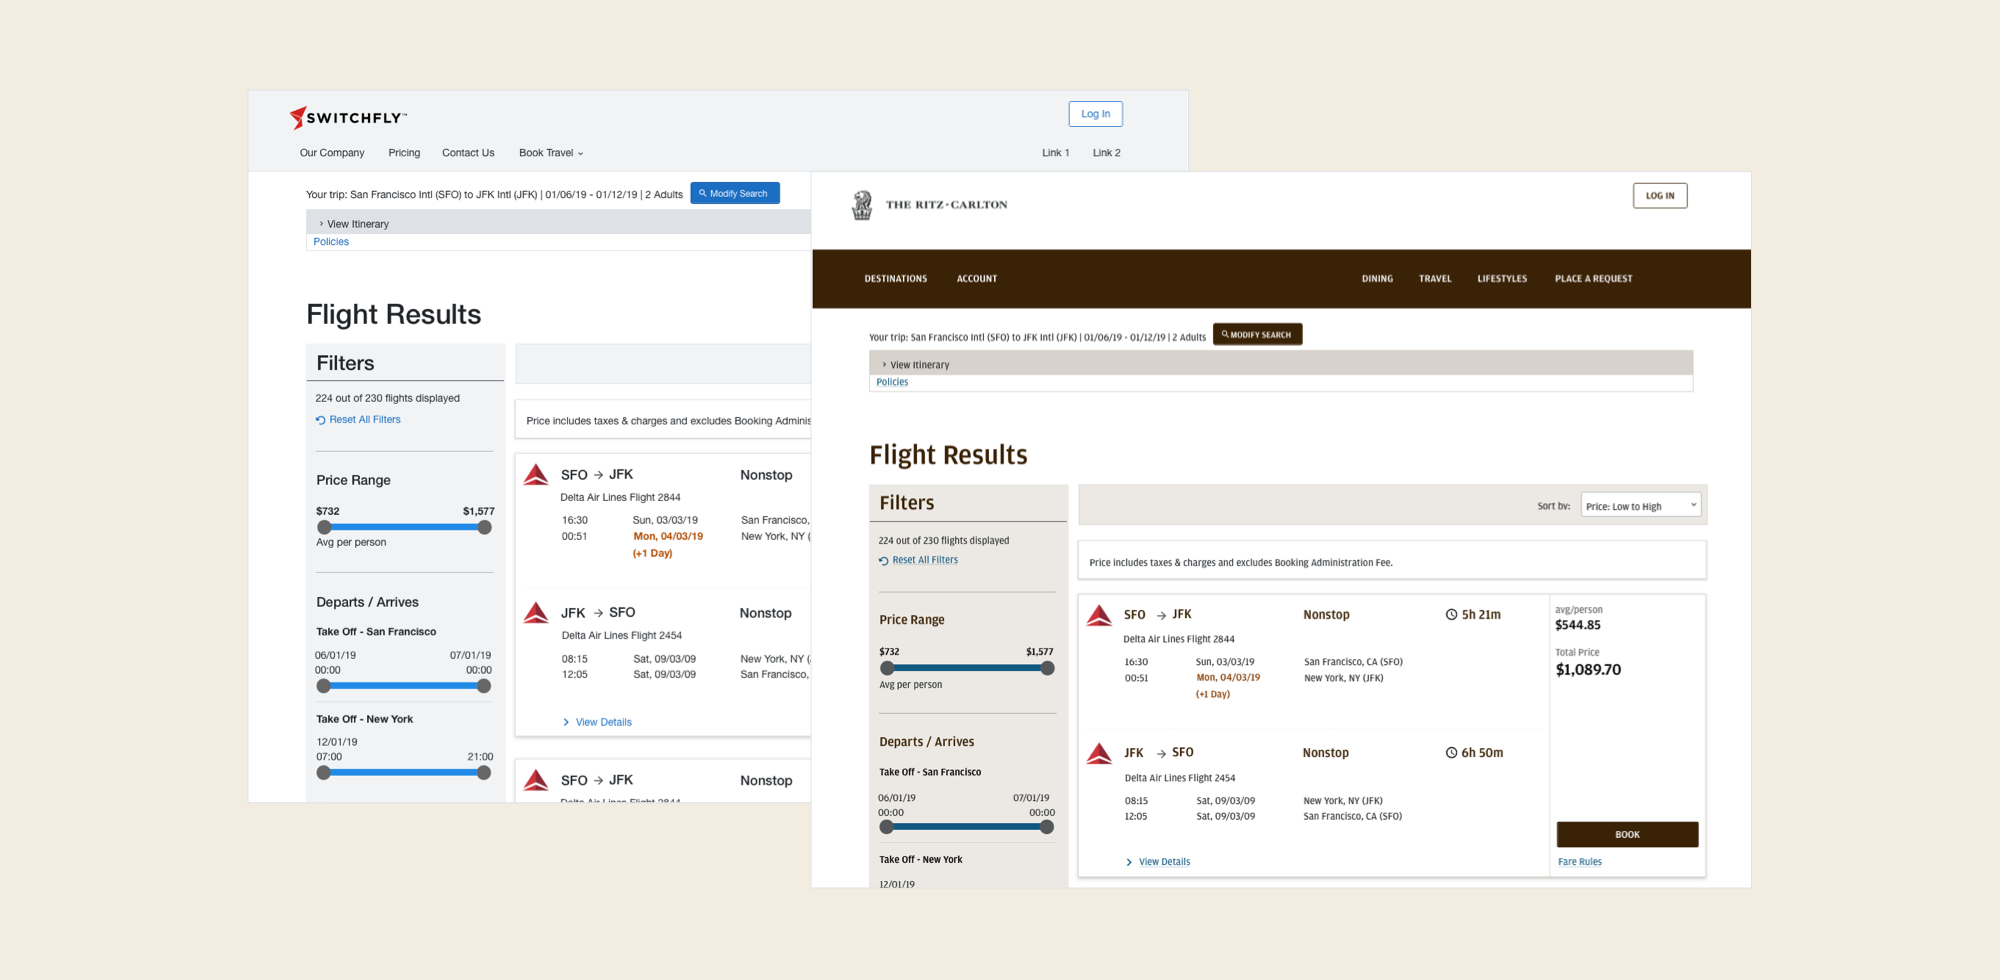 SWITCHFLY™
Log In
Our Company Pricing Contact Us Book Travel
Link 1 Link 2
Your trip: San Francisco Intl (SFO) to JFK Intl (JFK) | 01/06/19 - 01/12/19 | 2 Adults Modify Search
View Itinerary
Policies
Flight Results
Filters
224 out of 230 flights displayed
Reset All Filters
Price Range
$732 $1,577
Avg per person
Departs / Arrives
Take Off - San Francisco
06/01/19 07/01/19
00:00 00:00
Take Off - New York
12/01/19
07:00 21:00
Price includes taxes & charges and excludes Booking Adminis
SFO → JFK Nonstop
Delta Air Lines Flight 2844
16:30 Sun, 03/03/19 San Francisco,
00:51 Mon, 04/03/19 New York, NY (
(+1 Day)
JFK → SFO Nonstop
Delta Air Lines Flight 2454
08:15 Sat, 09/03/09 New York, NY (
12:05 Sat, 09/03/09 San Francisco,
View Details
SFO → JFK Nonstop
Delta Air Lines Flight 2844
THE RITZ-CARLTON
LOG IN
DESTINATIONS ACCOUNT
DINING TRAVEL LIFESTYLES PLACE A REQUEST
Your trip: San Francisco Intl (SFO) to JFK Intl (JFK) | 01/06/19 - 01/12/19 | 2 Adults MODIFY SEARCH
View Itinerary
Policies
Flight Results
Filters
224 out of 230 flights displayed
Reset All Filters
Price Range
$732 $1,577
Avg per person
Departs / Arrives
Take Off - San Francisco
06/01/19 07/01/19
00:00 00:00
Take Off - New York
12/01/19
Sort by: Price: Low to High
Price includes taxes & charges and excludes Booking Administration Fee.
SFO → JFK Nonstop 5h 21m
Delta Air Lines Flight 2844
16:30 Sun, 03/03/19 San Francisco, CA (SFO)
00:51 Mon, 04/03/19 New York, NY (JFK)
(+1 Day)
JFK → SFO Nonstop 6h 50m
Delta Air Lines Flight 2454
08:15 Sat, 09/03/09 New York, NY (JFK)
12:05 Sat, 09/03/09 San Francisco, CA (SFO)
View Details
avg/person
$544.85
Total Price
$1,089.70
BOOK
Fare Rules